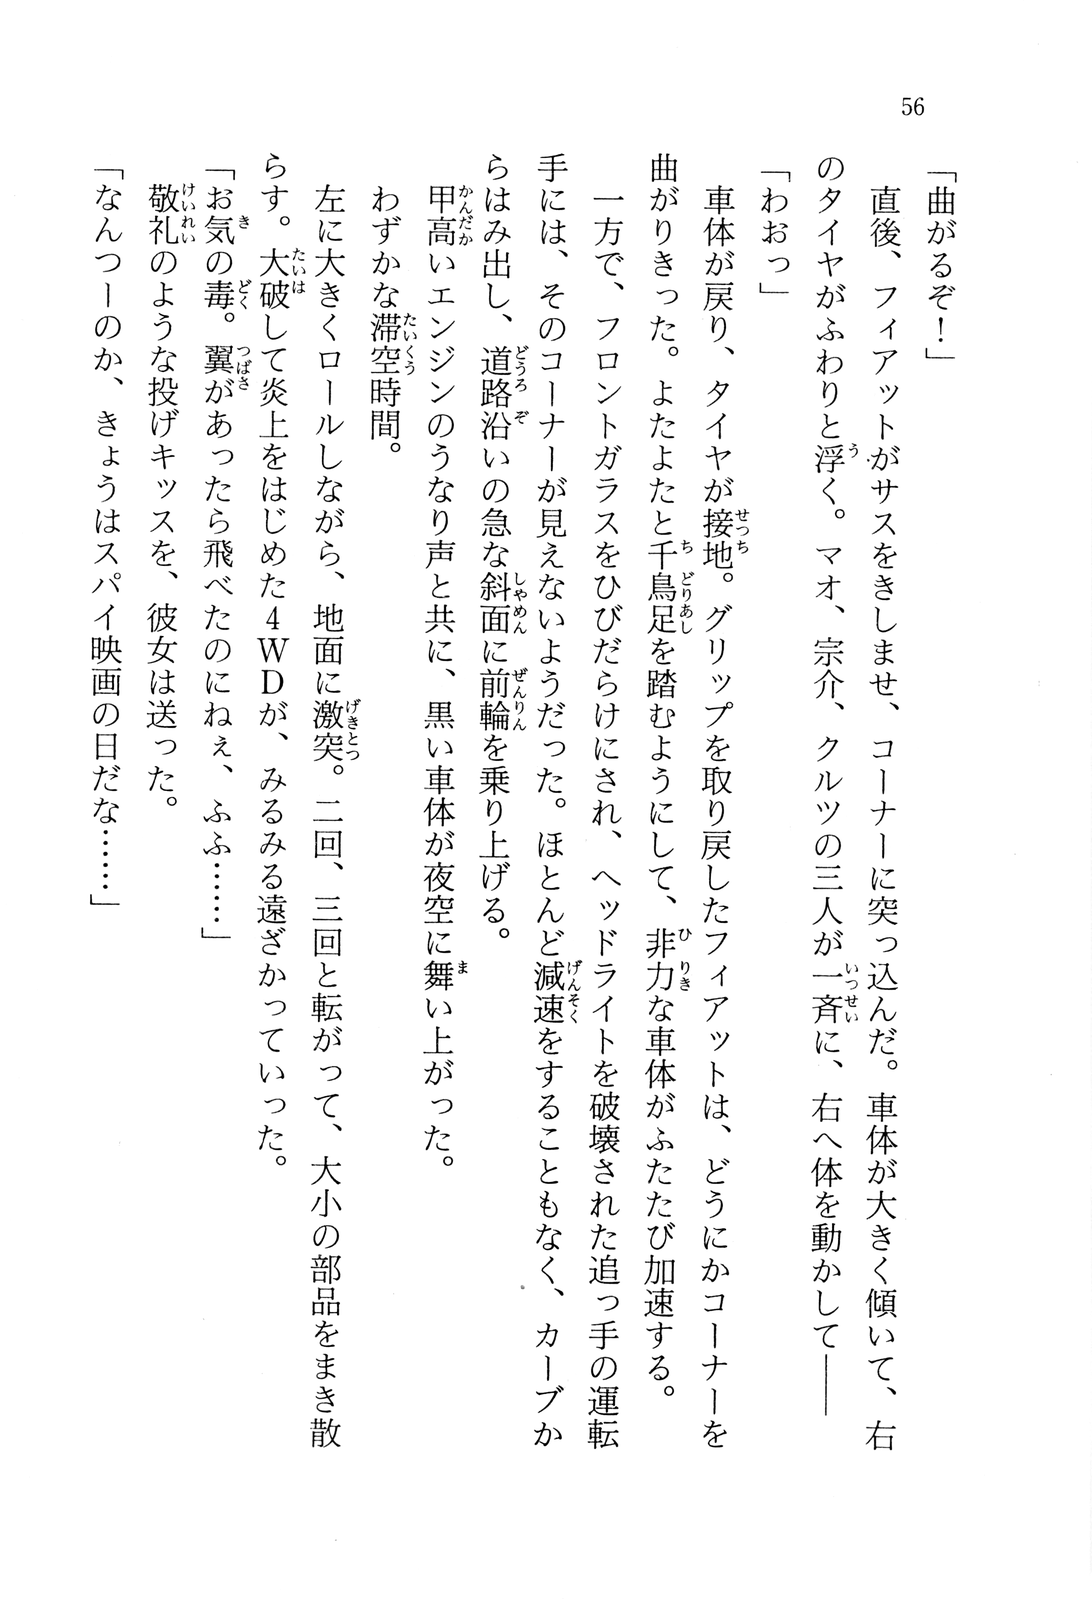 56
「曲がるぞ！」
　直後、フィアットがサスをきしませ、コーナーに突っ込んだ。車体が大きく傾いて、右
のタイヤがふわりと浮く。マオ、宗介、クルツの三人が一斉に、右へ体を動かして――
「わおっ」
　車体が戻り、タイヤが接地。グリップを取り戻したフィアットは、どうにかコーナーを
曲がりきった。よたよたと千鳥足を踏むようにして、非力な車体がふたたび加速する。
　一方で、フロントガラスをひびだらけにされ、ヘッドライトを破壊された追っ手の運転
手には、そのコーナーが見えないようだった。ほとんど減速をすることもなく、カーブか
らはみ出し、道路沿いの急な斜面に前輪を乗り上げる。
　甲高いエンジンのうなり声と共に、黒い車体が夜空に舞い上がった。
　わずかな滞空時間。
　左に大きくロールしながら、地面に激突。二回、三回と転がって、大小の部品をまき散
らす。大破して炎上をはじめた４ＷＤが、みるみる遠ざかっていった。
「お気の毒。翼があったら飛べたのにねぇ、ふふ……」
　敬礼のような投げキッスを、彼女は送った。
「なんつーのか、きょうはスパイ映画の日だな……」